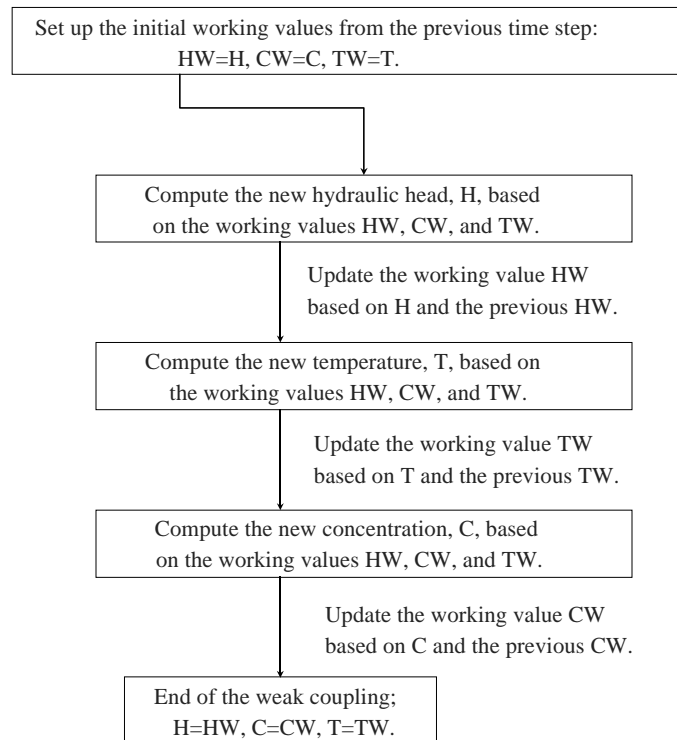 Set up the initial working values from the previous time step:
HW=H, CW=C, TW=T.
Compute the new hydraulic head, H, based
on the working values HW, CW, and TW.
Update the working value HW
based on H and the previous HW.
Compute the new temperature, T, based on
the working values HW, CW, and TW.
Update the working value TW
based on T and the previous TW.
Compute the new concentration, C, based
on the working values HW, CW, and TW.
Update the working value CW
based on C and the previous CW.
End of the weak coupling;
H=HW, C=CW, T=TW.